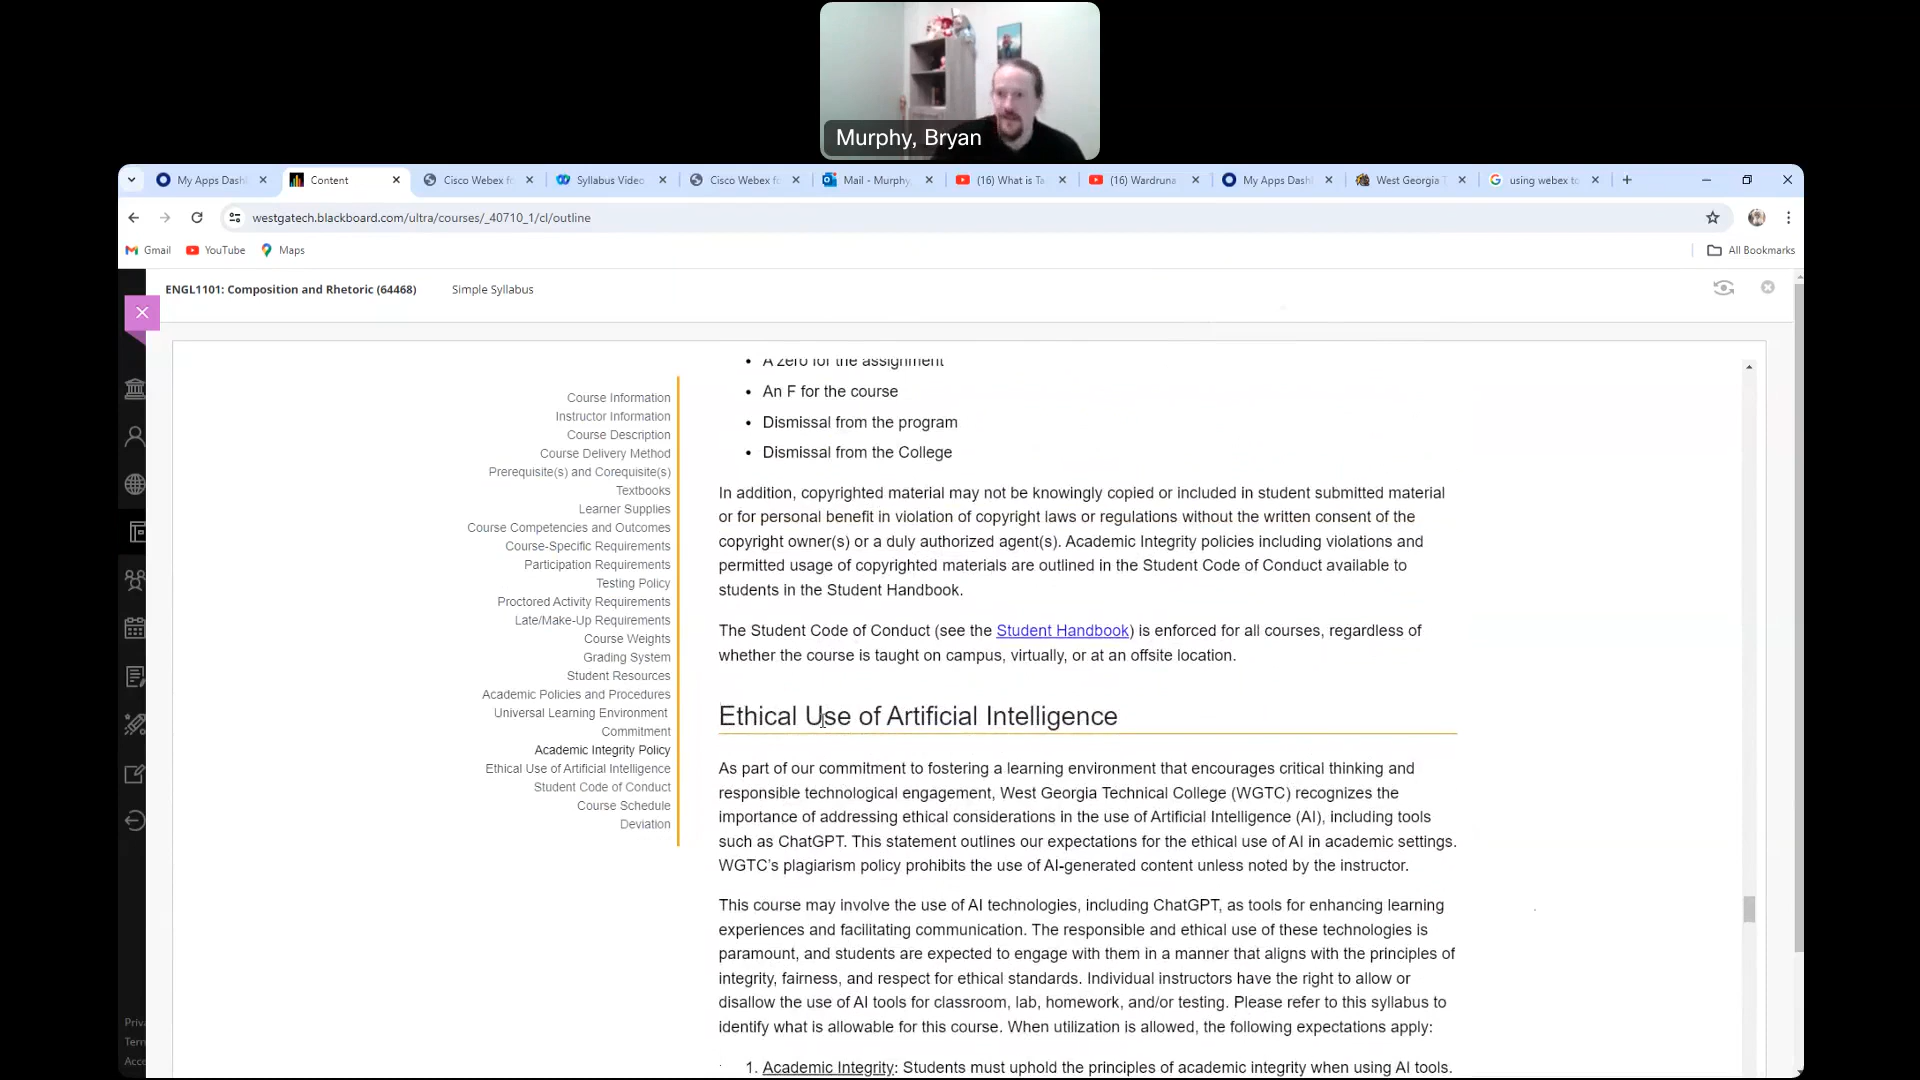 Murphy, Bryan
My Apps Dash
Content
Cisco Webex fo
Syllabus Video
Cisco Webex fo
Mail - Murphy,
(16) What is Ta
(16) Wardruna
My Apps Dash
West Georgia T
using webex to
westgatech.blackboard.com/ultra/courses/_40710_1/cl/outline
Gmail
YouTube
Maps
All Bookmarks
ENGL1101: Composition and Rhetoric (64468)
Simple Syllabus
Course Information
Instructor Information
Course Description
Course Delivery Method
Prerequisite(s) and Corequisite(s)
Textbooks
Learner Supplies
Course Competencies and Outcomes
Course-Specific Requirements
Participation Requirements
Testing Policy
Proctored Activity Requirements
Late/Make-Up Requirements
Course Weights
Grading System
Student Resources
Academic Policies and Procedures
Universal Learning Environment
Commitment
Academic Integrity Policy
Ethical Use of Artificial Intelligence
Student Code of Conduct
Course Schedule
Deviation
Priva
Term
Acce
• A zero for the assignment
• An F for the course
• Dismissal from the program
• Dismissal from the College
In addition, copyrighted material may not be knowingly copied or included in student submitted material
or for personal benefit in violation of copyright laws or regulations without the written consent of the
copyright owner(s) or a duly authorized agent(s). Academic Integrity policies including violations and
permitted usage of copyrighted materials are outlined in the Student Code of Conduct available to
students in the Student Handbook.
The Student Code of Conduct (see the Student Handbook) is enforced for all courses, regardless of
whether the course is taught on campus, virtually, or at an offsite location.
Ethical Use of Artificial Intelligence
As part of our commitment to fostering a learning environment that encourages critical thinking and
responsible technological engagement, West Georgia Technical College (WGTC) recognizes the
importance of addressing ethical considerations in the use of Artificial Intelligence (AI), including tools
such as ChatGPT. This statement outlines our expectations for the ethical use of AI in academic settings.
WGTC's plagiarism policy prohibits the use of AI-generated content unless noted by the instructor.
This course may involve the use of AI technologies, including ChatGPT, as tools for enhancing learning
experiences and facilitating communication. The responsible and ethical use of these technologies is
paramount, and students are expected to engage with them in a manner that aligns with the principles of
integrity, fairness, and respect for ethical standards. Individual instructors have the right to allow or
disallow the use of AI tools for classroom, lab, homework, and/or testing. Please refer to this syllabus to
identify what is allowable for this course. When utilization is allowed, the following expectations apply:
1. Academic Integrity: Students must uphold the principles of academic integrity when using AI tools.